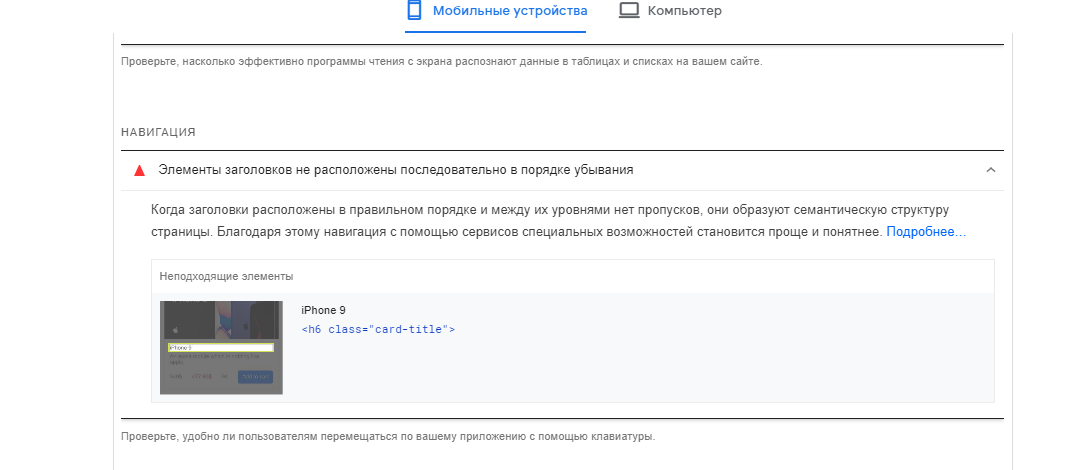 Мобильные устройства
Компьютер
Проверьте, насколько эффективно программы чтения с экрана распознают данные в таблицах и списках на вашем сайте.
НАВИГАЦИЯ
Элементы заголовков не расположены последовательно в порядке убывания
Когда заголовки расположены в правильном порядке и между их уровнями нет пропусков, они образуют семантическую структуру
страницы. Благодаря этому навигация с помощью сервисов специальных возможностей становится проще и понятнее. Подробнее...
Неподходящие элементы
iPhone 9
<h6 class="card-title">
iPhone 9
Проверьте, удобно ли пользователям перемещаться по вашему приложению с помощью клавиатуры.